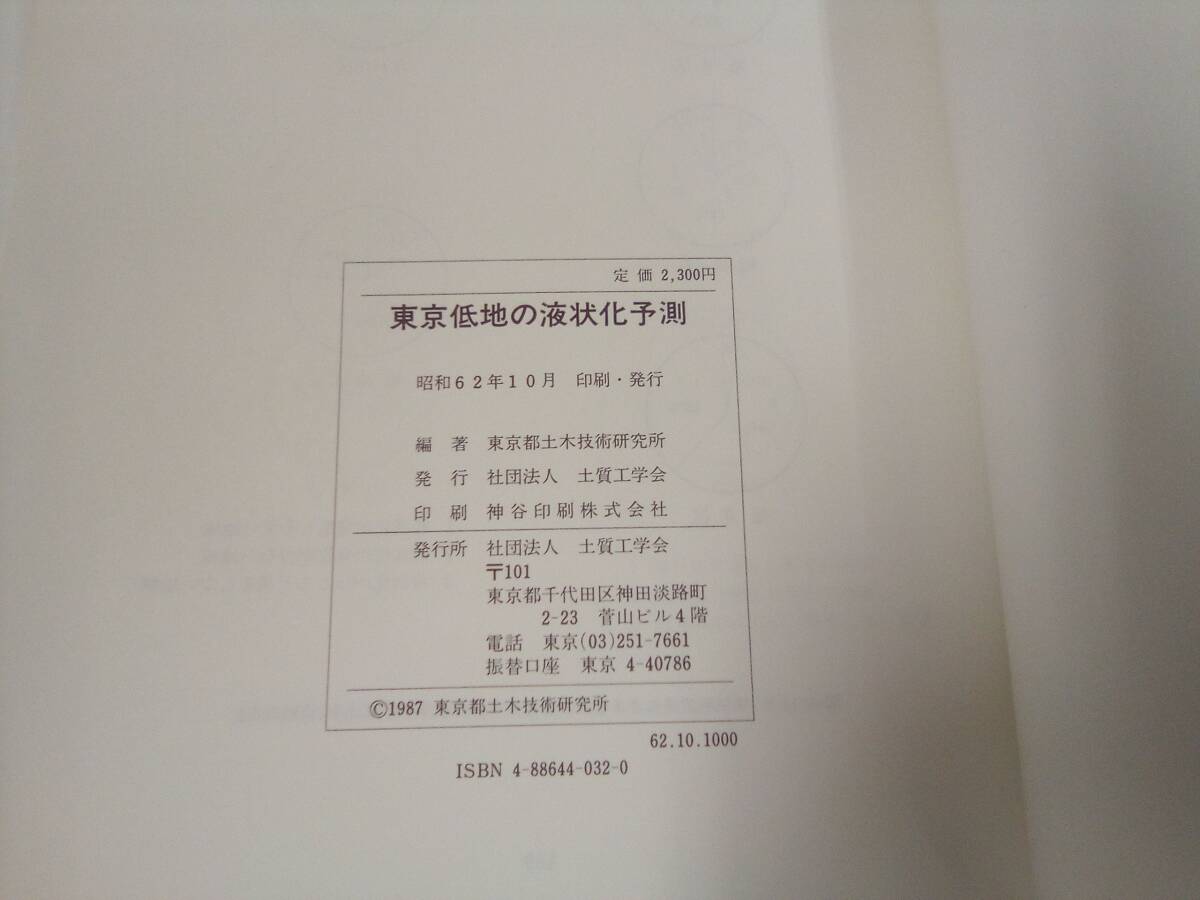 定価 2,300円
東京低地の液状化予測
昭和62年10月 印刷・発行
編著 東京都土木技術研究所
発行 社団法人 土質工学会
印刷 神谷印刷株式会社
発行所 社団法人 土質工学会
〒101
東京都千代田区神田淡路町
2-23 菅山ビル4階
電話 東京(03)251-7661
振替口座 東京 4-40786
©1987 東京都土木技術研究所
62.10.1000
ISBN 4-88644-032-0